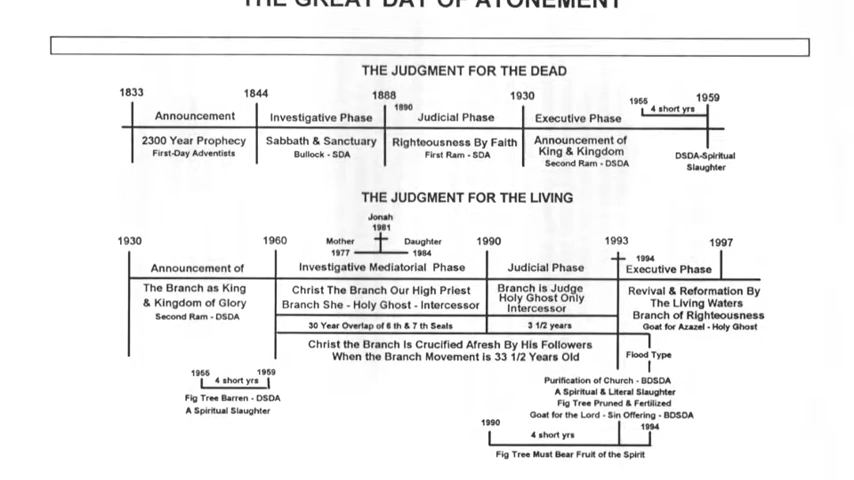 THE GREAT DAY OF ATONEMENT
THE JUDGMENT FOR THE DEAD
1833
1844
1888
1930
1955
1959
1890
4 short yrs
Announcement
Investigative Phase
Judicial Phase
Executive Phase
2300 Year Prophecy
First-Day Adventists
Sabbath & Sanctuary
Bullock - SDA
Righteousness By Faith
First Ram - SDA
Announcement of
King & Kingdom
Second Ram - DSDA
DSDA-Spiritual
Slaughter
THE JUDGMENT FOR THE LIVING
Jonah
1981
1930
1960
Mother
1977
Daughter
1984
1990
1993
1994
1997
Announcement of
Investigative Mediatorial Phase
Judicial Phase
Executive Phase
The Branch as King
& Kingdom of Glory
Second Ram - DSDA
Christ The Branch Our High Priest
Branch She - Holy Ghost - Intercessor
Branch is Judge
Holy Ghost Only
Intercessor
Revival & Reformation By
The Living Waters
Branch of Righteousness
Goat for Azazel - Holy Ghost
30 Year Overlap of 6 th & 7 th Seals
3 1/2 years
Christ the Branch is Crucified Afresh By His Followers
When the Branch Movement is 33 1/2 Years Old
Flood Type
1955
1959
4 short yrs
Fig Tree Barren - DSDA
A Spiritual Slaughter
Purification of Church - BDSDA
A Spiritual & Literal Slaughter
Fig Tree Pruned & Fertilized
Goat for the Lord - Sin Offering - BDSDA
1990
1994
4 short yrs
Fig Tree Must Bear Fruit of the Spirit